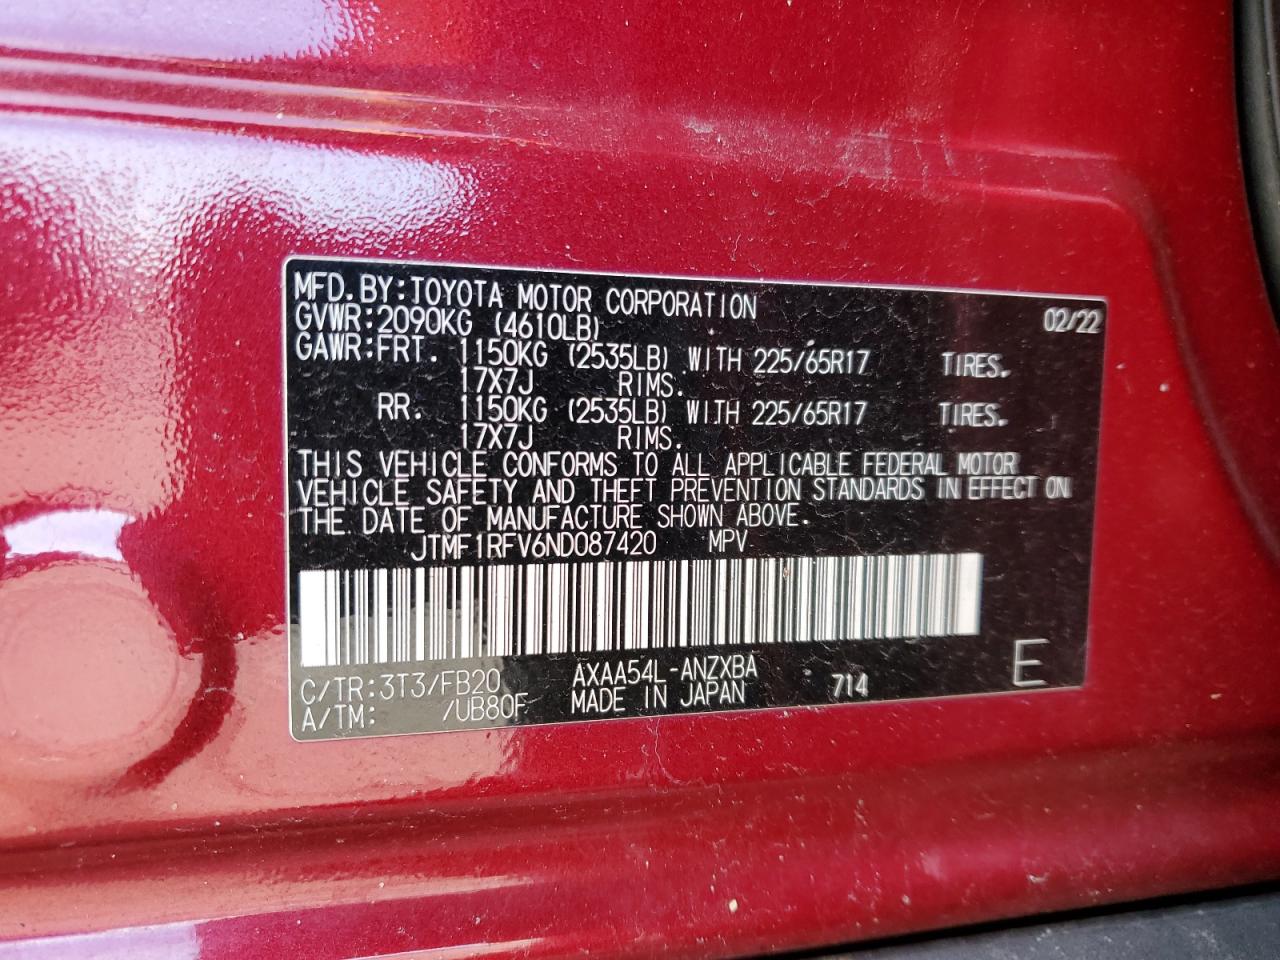 MFD.BY:TOYOTA MOTOR CORPORATION 02/22
GVWR:2090KG (4610LB)
GAWR:FRT. 1150KG (2535LB) WITH 225/65R17 TIRES.
17X7J RIMS.
RR. 1150KG (2535LB) WITH 225/65R17 TIRES.
17X7J RIMS.
THIS VEHICLE CONFORMS TO ALL APPLICABLE FEDERAL MOTOR
VEHICLE SAFETY AND THEFT PREVENTION STANDARDS IN EFFECT ON
THE DATE OF MANUFACTURE SHOWN ABOVE.
JTMF1RFV6ND087420 MPV
C/TR:3T3/FB20 AXAA54L-ANZXBA
A/TM: /UB80F MADE IN JAPAN 714 E